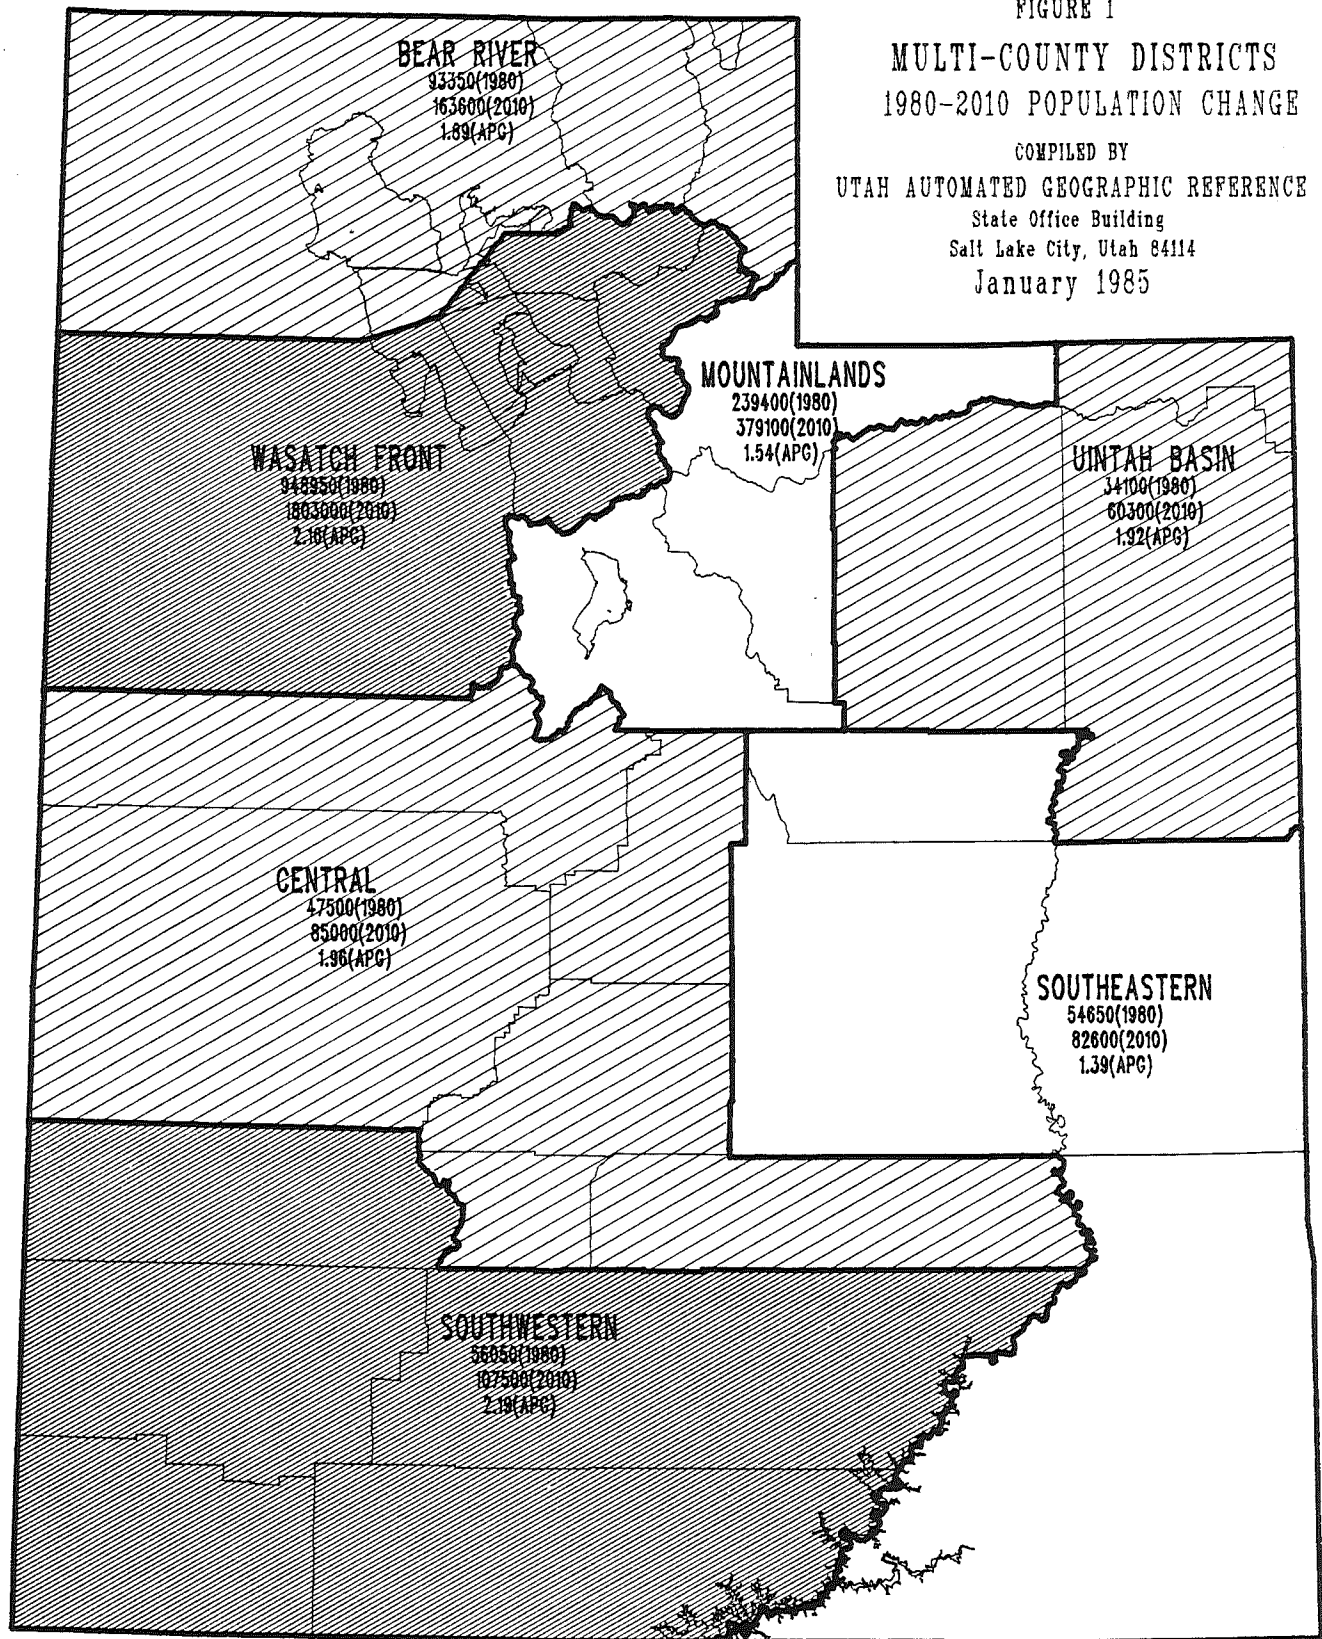 FIGURE 1
MULTI-COUNTY DISTRICTS
1980-2010 POPULATION CHANGE
COMPILED BY
UTAH AUTOMATED GEOGRAPHIC REFERENCE
State Office Building
Salt Lake City, Utah 84114
January 1985
BEAR RIVER
93350(1980)
163600(2010)
1.89(APG)
MOUNTAINLANDS
239400(1980)
379100(2010)
1.54(APG)
WASATCH FRONT
948950(1980)
1803000(2010)
2.16(APG)
UINTAH BASIN
34100(1980)
60300(2010)
1.92(APG)
CENTRAL
47500(1980)
85000(2010)
1.96(APG)
SOUTHEASTERN
54650(1980)
82600(2010)
1.39(APG)
SOUTHWESTERN
56050(1980)
107500(2010)
2.19(APG)